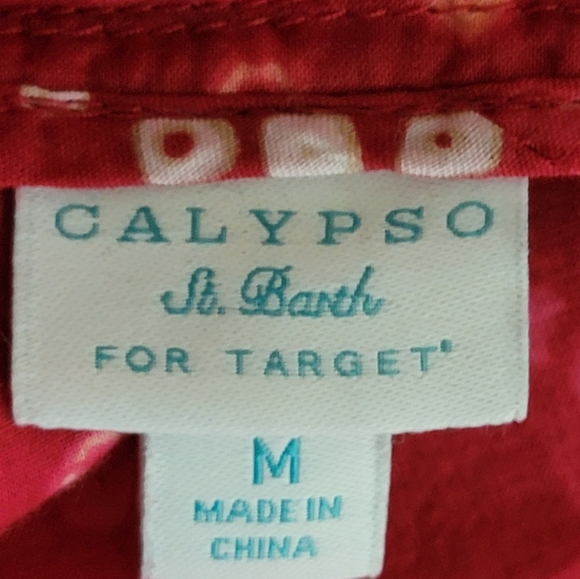 CALYPSO
St. Barth
FOR TARGET®
M
MADE IN
CHINA